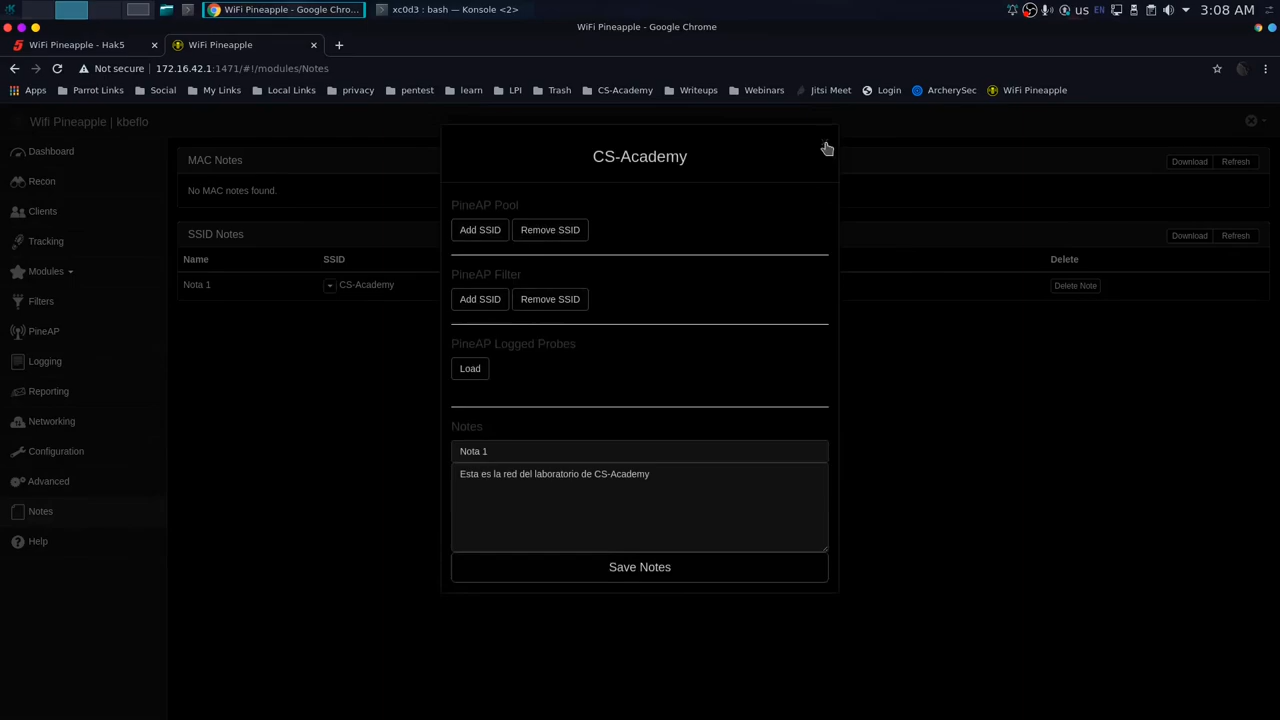 WiFi Pineapple - Google Chro... xc0d3 : bash — Konsole <2> us EN 3:08 AM
WiFi Pineapple - Google Chrome
WiFi Pineapple - Hak5 WiFi Pineapple
Not secure 172.16.42.1:1471/#!/modules/Notes
Apps Parrot Links Social My Links Local Links privacy pentest learn LPI Trash CS-Academy Writeups Webinars Jitsi Meet Login ArcherySec WiFi Pineapple
Wifi Pineapple | kbeflo
Dashboard
Recon
Clients
Tracking
Modules
Filters
PineAP
Logging
Reporting
Networking
Configuration
Advanced
Notes
Help
MAC Notes Download Refresh
No MAC notes found.
SSID Notes Download Refresh
Name SSID Delete
Nota 1 CS-Academy Delete Note
CS-Academy
PineAP Pool
Add SSID Remove SSID
PineAP Filter
Add SSID Remove SSID
PineAP Logged Probes
Load
Notes
Nota 1
Esta es la red del laboratorio de CS-Academy
Save Notes